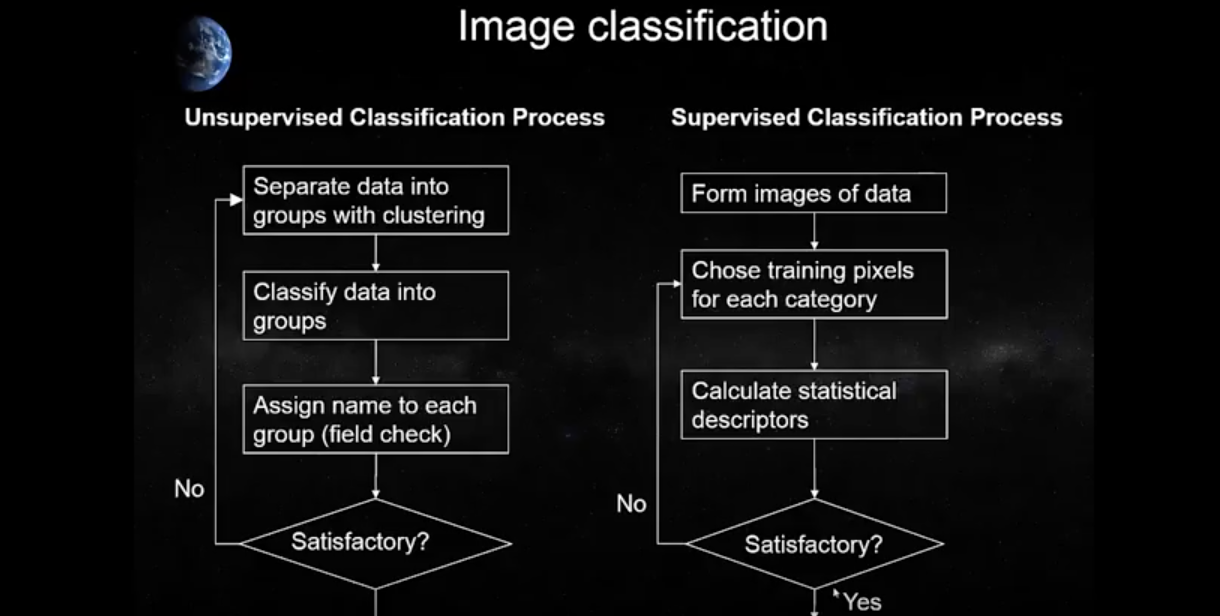 Image classification
Unsupervised Classification Process
Separate data into
groups with clustering
Classify data into
groups
Assign name to each
group (field check)
No
Satisfactory?
Supervised Classification Process
Form images of data
Chose training pixels
for each category
Calculate statistical
descriptors
No
Satisfactory?
Yes